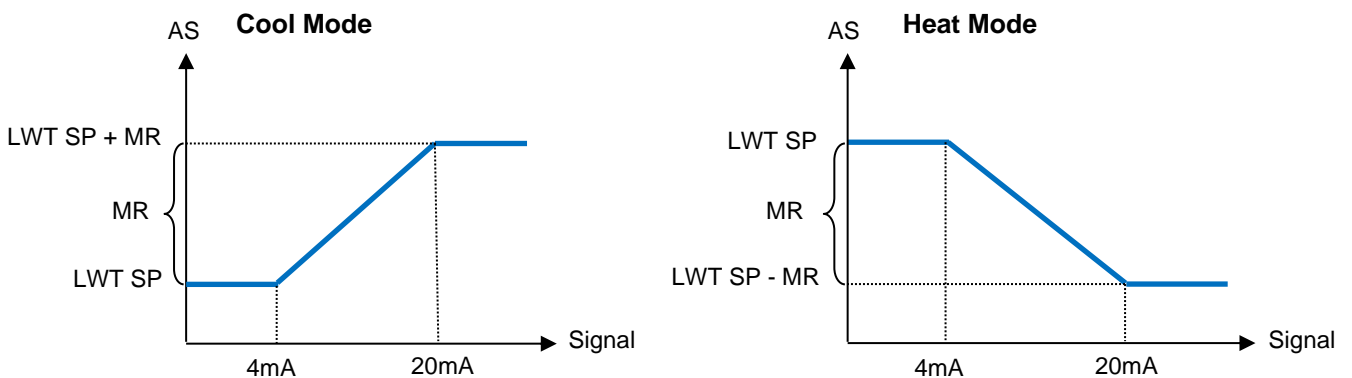 Cool Mode
AS
LWT SP + MR
MR
LWT SP
4mA
20mA
Signal
Heat Mode
AS
LWT SP
MR
LWT SP - MR
4mA
20mA
Signal